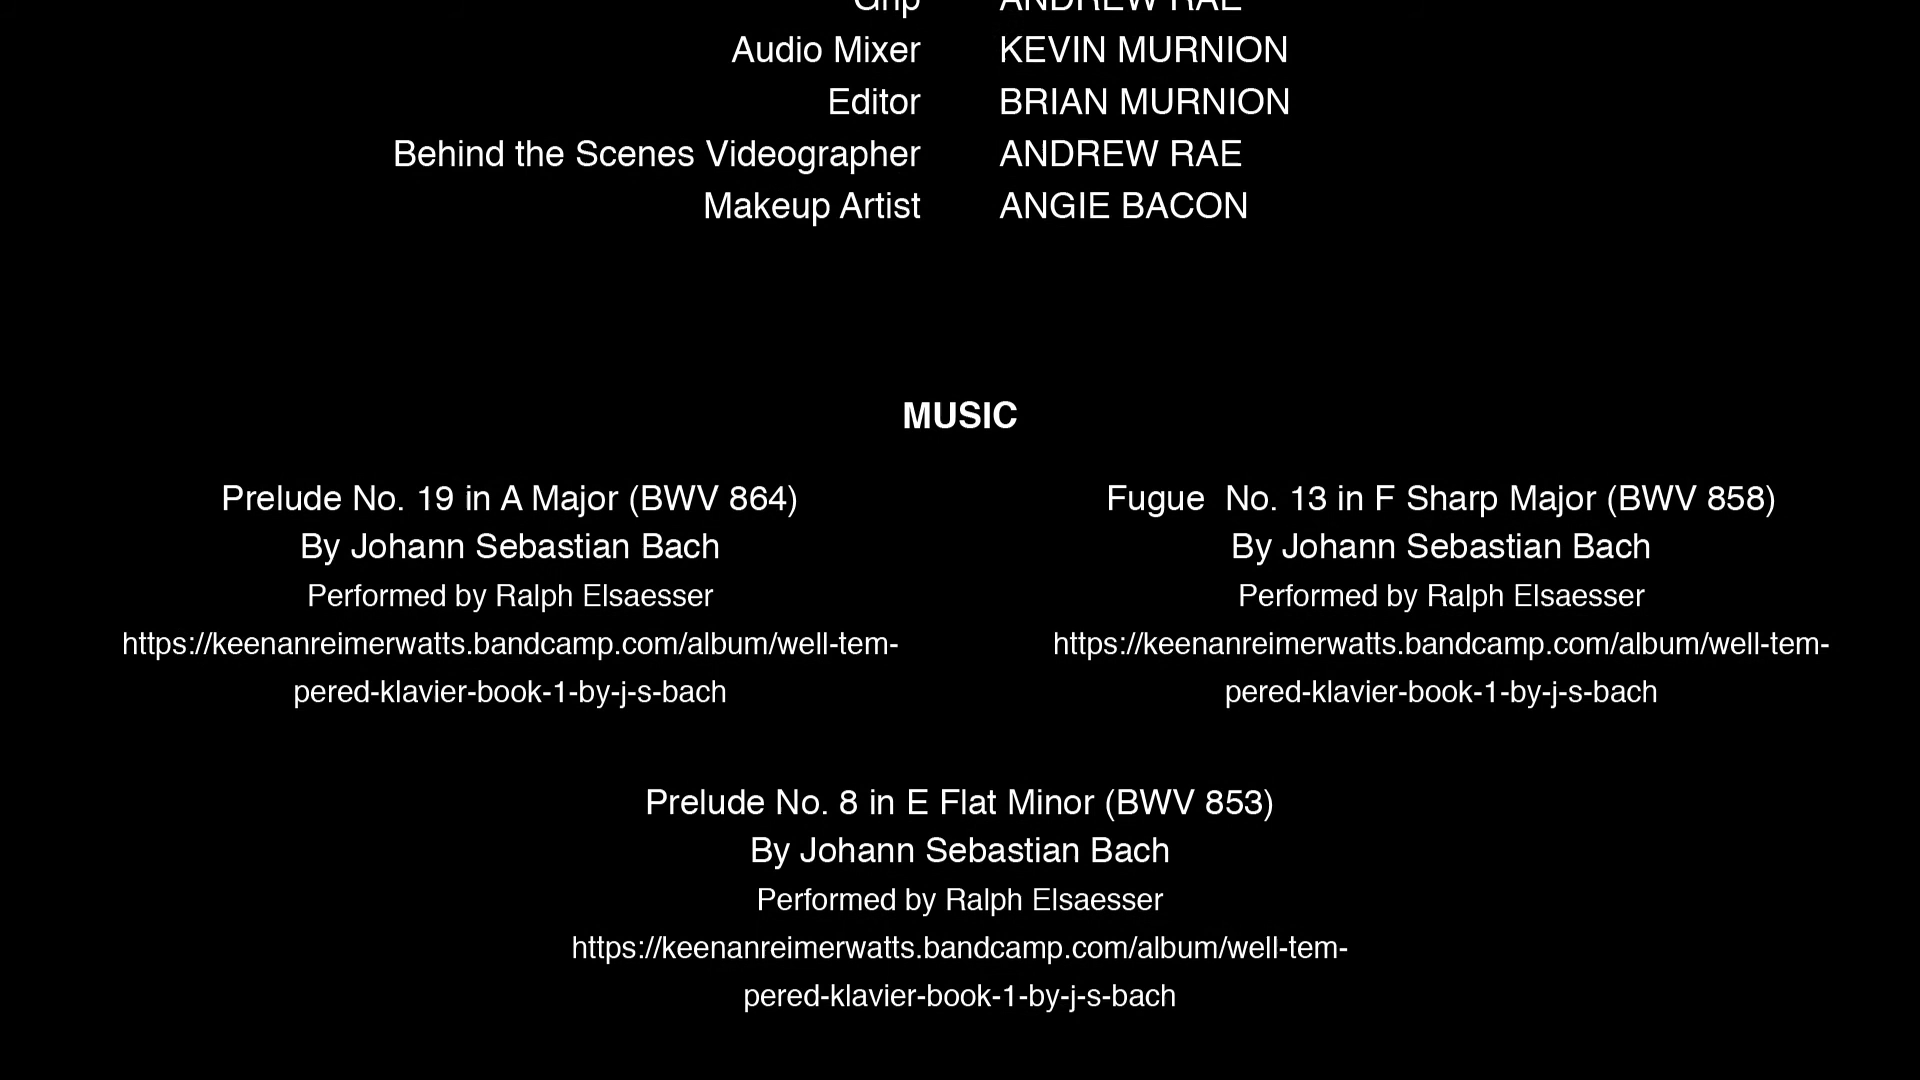 Grip ANDREW RAE
Audio Mixer KEVIN MURNION
Editor BRIAN MURNION
Behind the Scenes Videographer ANDREW RAE
Makeup Artist ANGIE BACON
MUSIC
Prelude No. 19 in A Major (BWV 864)
By Johann Sebastian Bach
Performed by Ralph Elsaesser
https://keenanreimerwatts.bandcamp.com/album/well-tem-
pered-klavier-book-1-by-j-s-bach
Fugue  No. 13 in F Sharp Major (BWV 858)
By Johann Sebastian Bach
Performed by Ralph Elsaesser
https://keenanreimerwatts.bandcamp.com/album/well-tem-
pered-klavier-book-1-by-j-s-bach
Prelude No. 8 in E Flat Minor (BWV 853)
By Johann Sebastian Bach
Performed by Ralph Elsaesser
https://keenanreimerwatts.bandcamp.com/album/well-tem-
pered-klavier-book-1-by-j-s-bach